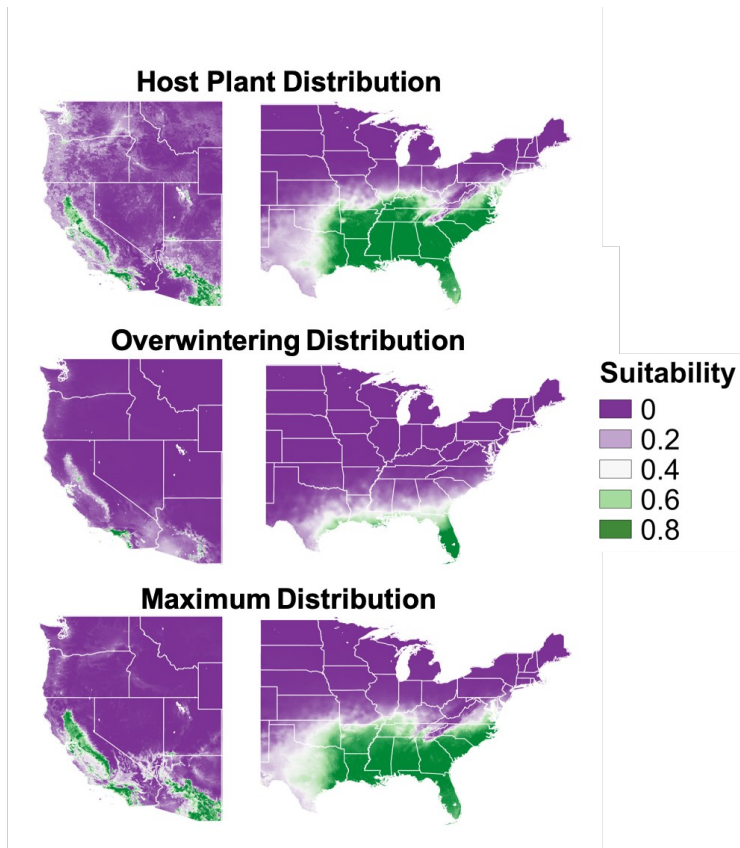 Host Plant Distribution
Overwintering Distribution
Suitability
0
0.2
0.4
0.6
0.8
Maximum Distribution